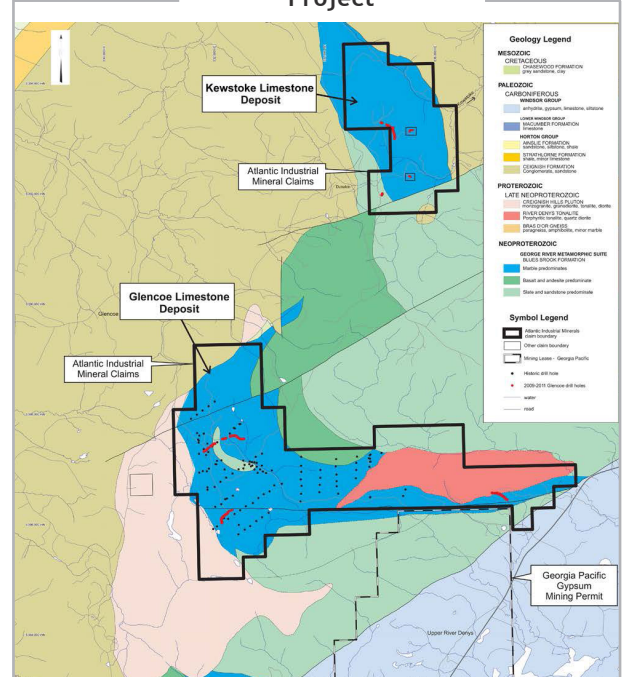 Project
Kewstoke Limestone
Deposit
Atlantic Industrial
Mineral Claims
Glencoe Limestone
Deposit
Atlantic Industrial
Mineral Claims
Glencoe
Upper River Denys
Georgia Pacific
Gypsum
Mining Permit
Geology Legend
MESOZOIC
CRETACEOUS
CHASEWOOD FORMATION
grey sandstone, clay
PALEOZOIC
CARBONIFEROUS
WINDSOR GROUP
anhydrite, gypsum, limestone, siltstone
LOWER WINDSOR GROUP
MACUMBER FORMATION
limestone
HORTON GROUP
AINSLIE FORMATION
sandstone, siltstone, shale
STRATHLORNE FORMATION
shale, minor limestone
CEIGNISH FORMATION
Conglomerate, sandstone
PROTEROZOIC
LATE NEOPROTEROZOIC
CREIGNISH HILLS PLUTON
monzogranite, granodiorite, tonalite, diorite
RIVER DENYS TONALITE
Porphyritic tonalite, quartz diorite
BRAS D'OR GNEISS
paragneiss, amphibolite, minor marble
NEOPROTEROZOIC
GEORGE RIVER METAMORPHIC SUITE
BLUES BROOK FORMATION
Marble predominates
Basalt and andesite predominate
Slate and sandstone predominate
Symbol Legend
Atlantic Industrial Minerals
claim boundary
Other claim boundary
Mining Lease - Georgia Pacific
Historic drill hole
2009-2011 Glencoe drill holes
water
road